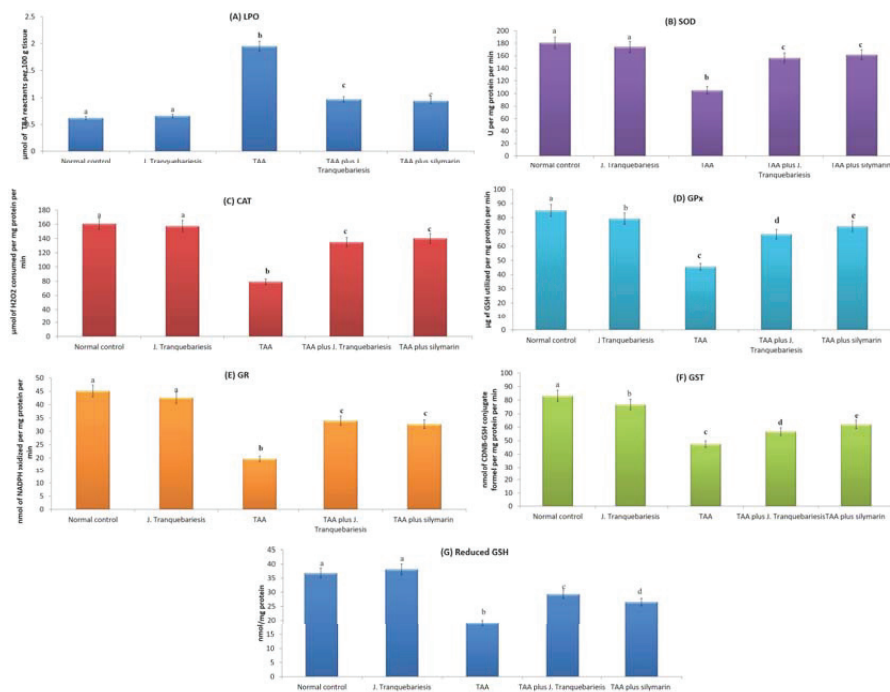 (A) LPO
µmol of TBA reactants per 100 g tissue
2
1.5
1
0.5
0
a
a
b
c
c
Normal control
J. Tranquebariesis
TAA
TAA plus J.
Tranquebariesis
TAA plus silymarin
(B) SOD
U per mg protein per min
200
180
160
140
120
100
80
60
40
20
0
a
a
b
c
c
Normal control
J. Tranquebariesis
TAA
TAA plus J.
Tranquebariesis
TAA plus silymarin
(C) CAT
µmol of H2O2 consumed per mg protein per
min
160
140
120
100
80
60
40
20
0
a
a
b
c
c
Normal control
J. Tranquebariesis
TAA
TAA plus J. Tranquebariesis
TAA plus silymarin
(D) GPx
µg of GSH utilized per mg protein per min
100
90
80
70
60
50
40
30
20
10
0
a
b
c
d
e
Normal control
J Tranquebariesis
TAA
TAA plus J.
Tranquebariesis
TAA plus silymarin
(E) GR
nmol of NADPH xidized per mg protein per
min
50
45
40
35
30
25
20
15
10
5
0
a
a
b
c
c
Normal control
J. Tranquebariesis
TAA
TAA plus J.
Tranquebariesis
TAA plus silymarin
(F) GST
nmol of CDNB-GSH conjugate
formel per mg protein per min
100
90
80
70
60
50
40
30
20
10
0
a
b
c
d
e
Normal control
J. Tranquebariesis
TAA
TAA plus J. Tranquebariesis
TAA plus silymarin
(G) Reduced GSH
nmol/mg protein
45
40
35
30
25
20
15
10
5
0
a
a
b
c
d
Normal control
J. Tranquebariesis
TAA
TAA plus J. Tranquebariesis
TAA plus silymarin